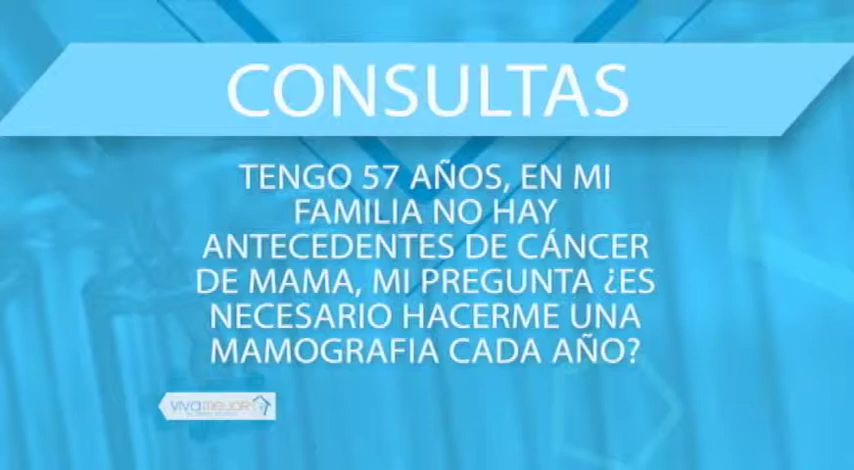 CONSULTAS
TENGO 57 AÑOS, EN MI
FAMILIA NO HAY
ANTECEDENTES DE CÁNCER
DE MAMA, MI PREGUNTA ¿ES
NECESARIO HACERME UNA
MAMOGRAFIA CADA AÑO?
vivamejor